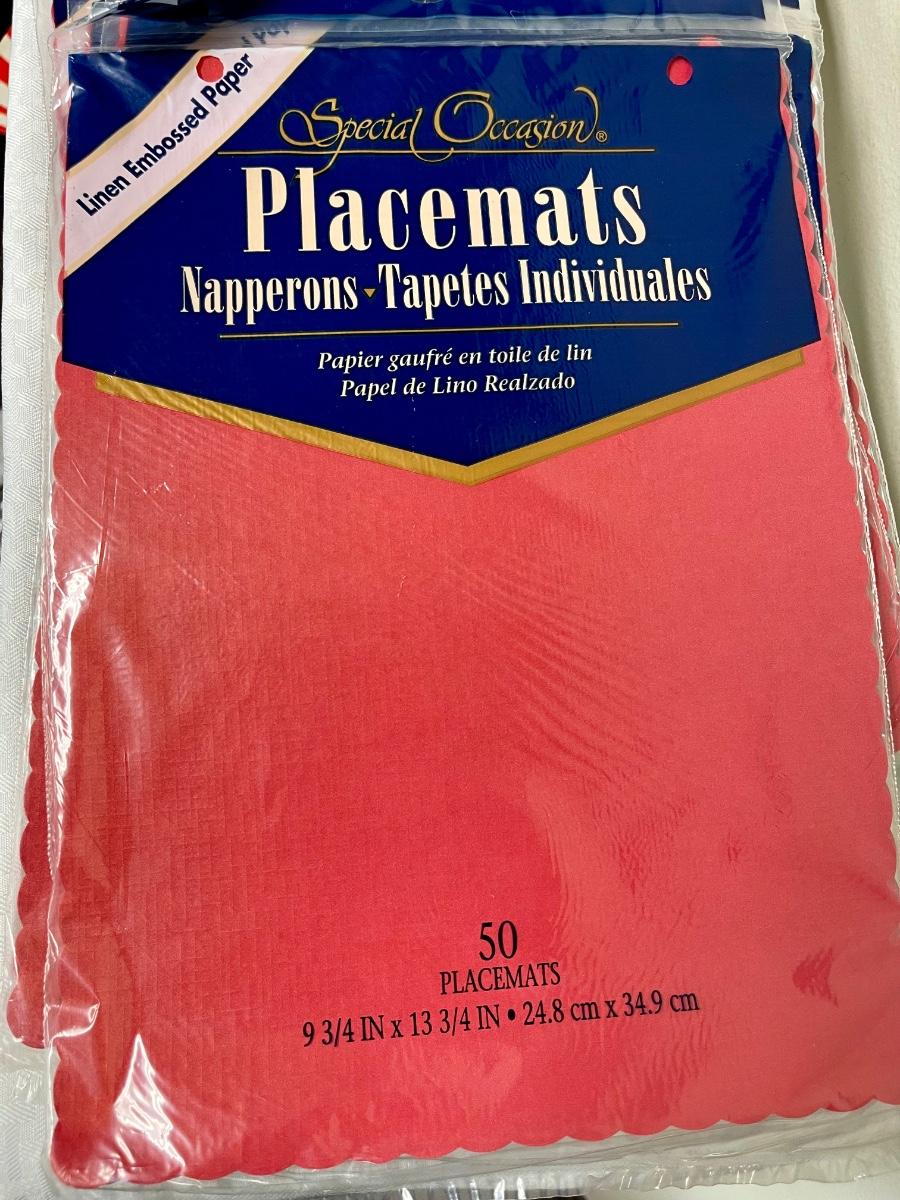 Linen Embossed Paper
Special Occasion®
Placemats
Napperons ▾ Tapetes Individuales
Papier gaufré en toile de lin
Papel de Lino Realzado
50
PLACEMATS
9 3/4 IN x 13 3/4 IN • 24.8 cm x 34.9 cm